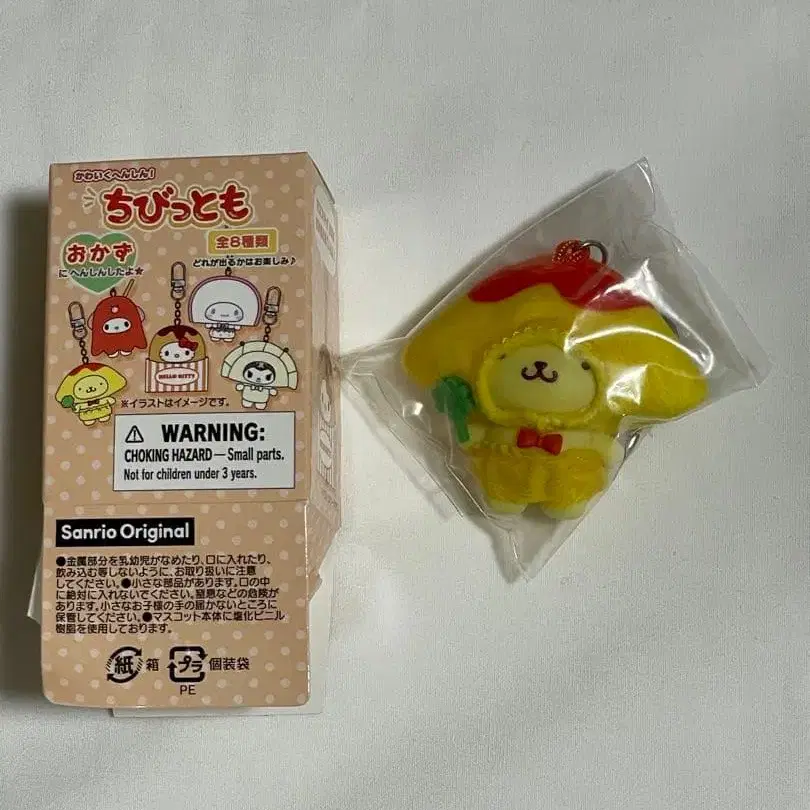 かわいくへんしん!
ちびっとも
おかず
にへんしんしたよ★
全8種類
どれが出るかはお楽しみ♪
HELLO KITTY
※イラストはイメージです。
WARNING:
CHOKING HAZARD—Small parts.
Not for children under 3 years.
Sanrio Original
●金属部分を乳幼児がなめたり、口に入れたり、
飲み込む等しないように、お取り扱いに注意
してください。●小さな部品があります。口の中
に絶対に入れないでください。窒息などの危険が
あります。小さなお子様の手の届かないところに
保管してください。●マスコット本体に塩化ビニル
樹脂を使用しております。
紙 箱 プラ 個装袋
PE